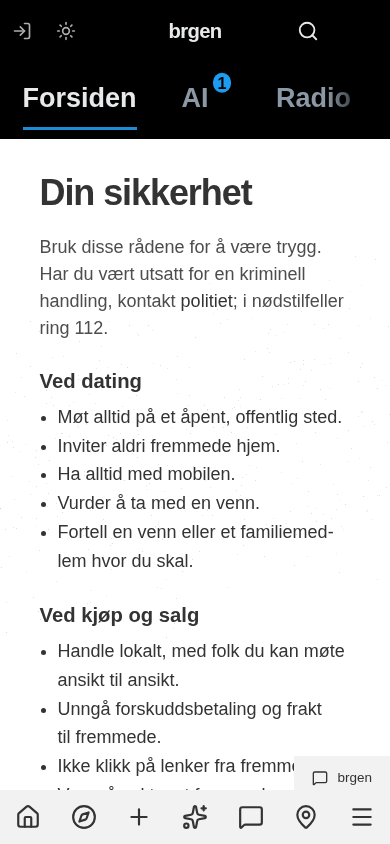 brgen
Forsiden AI 1 Radio
Din sikkerhet
Bruk disse rådene for å være trygg.
Har du vært utsatt for en kriminell
handling, kontakt politiet; i nødstilfeller
ring 112.
Ved dating
• Møt alltid på et åpent, offentlig sted.
• Inviter aldri fremmede hjem.
• Ha alltid med mobilen.
• Vurder å ta med en venn.
• Fortell en venn eller et familiemed-
lem hvor du skal.
Ved kjøp og salg
• Handle lokalt, med folk du kan møte
ansikt til ansikt.
• Unngå forskuddsbetaling og frakt
til fremmede.
• Ikke klikk på lenker fra
brgen